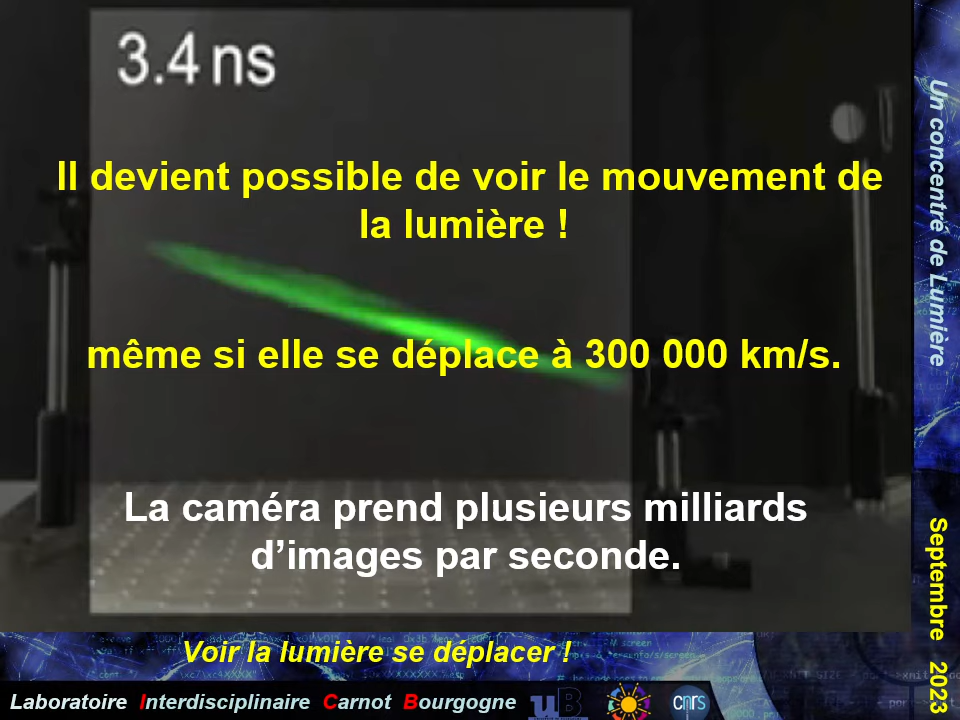 3.4 ns
Il devient possible de voir le mouvement de
la lumière !
même si elle se déplace à 300 000 km/s.
La caméra prend plusieurs milliards
d’images par seconde.
Voir la lumière se déplacer !
Laboratoire Interdisciplinaire Carnot Bourgogne
uB
cnrs
Un concentré de Lumière
Septembre 2023